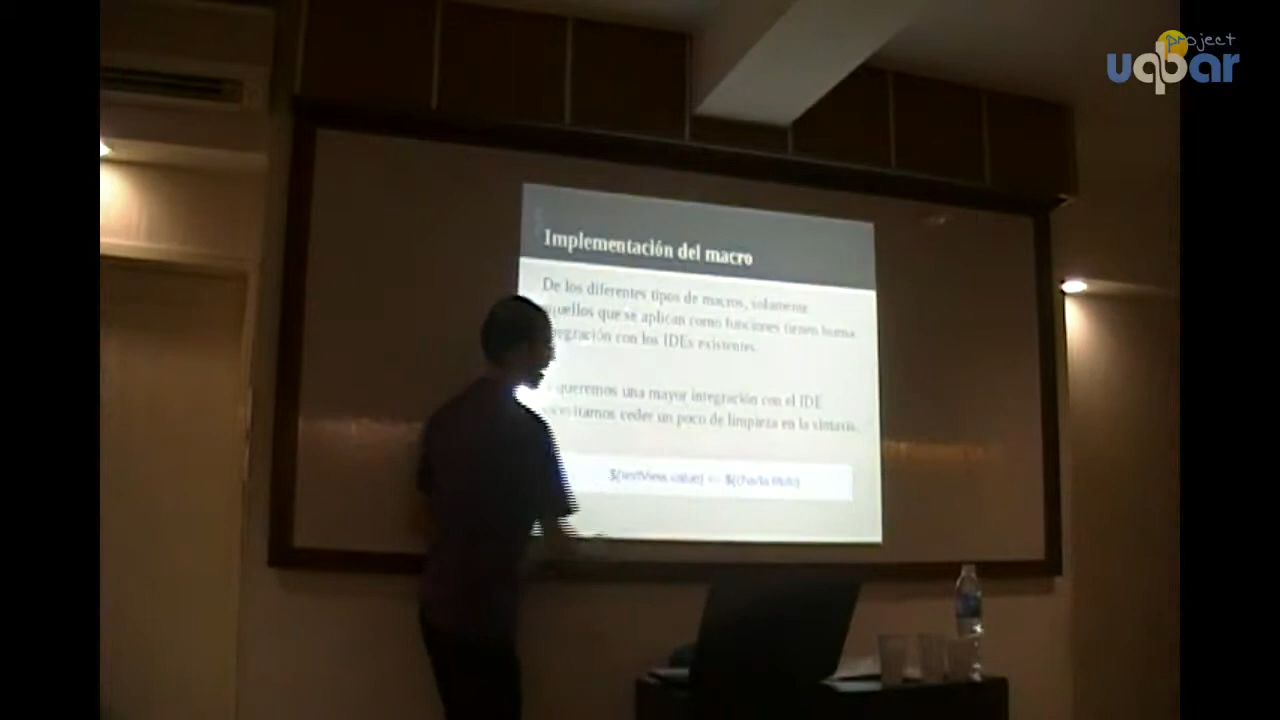 project
uqbar
Implementación del macro
De los diferentes tipos de macros, solamente
aquellos que se aplican como funciones tienen buena
integración con los IDEs existentes.
queremos una mayor integración con el IDE
necesitamos ceder un poco de limpieza en la sintaxis.